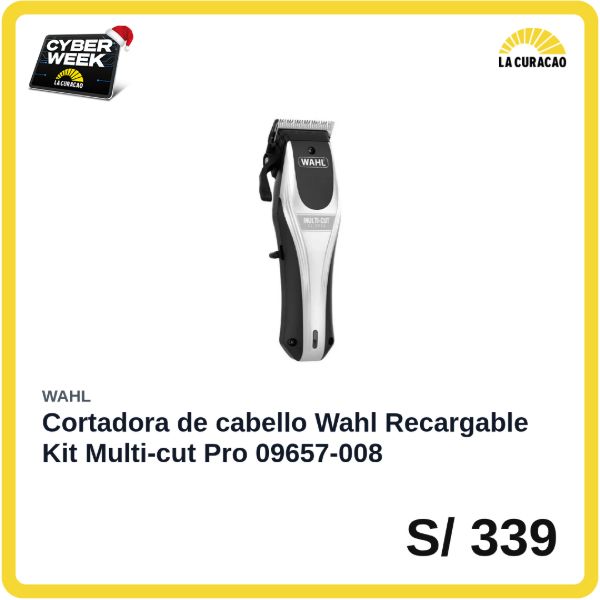 CYBER
WEEK
LA CURACAO
LA CURACAO
WAHL
MULTI-CUT
WAHL
Cortadora de cabello Wahl Recargable
Kit Multi-cut Pro 09657-008
S/ 339